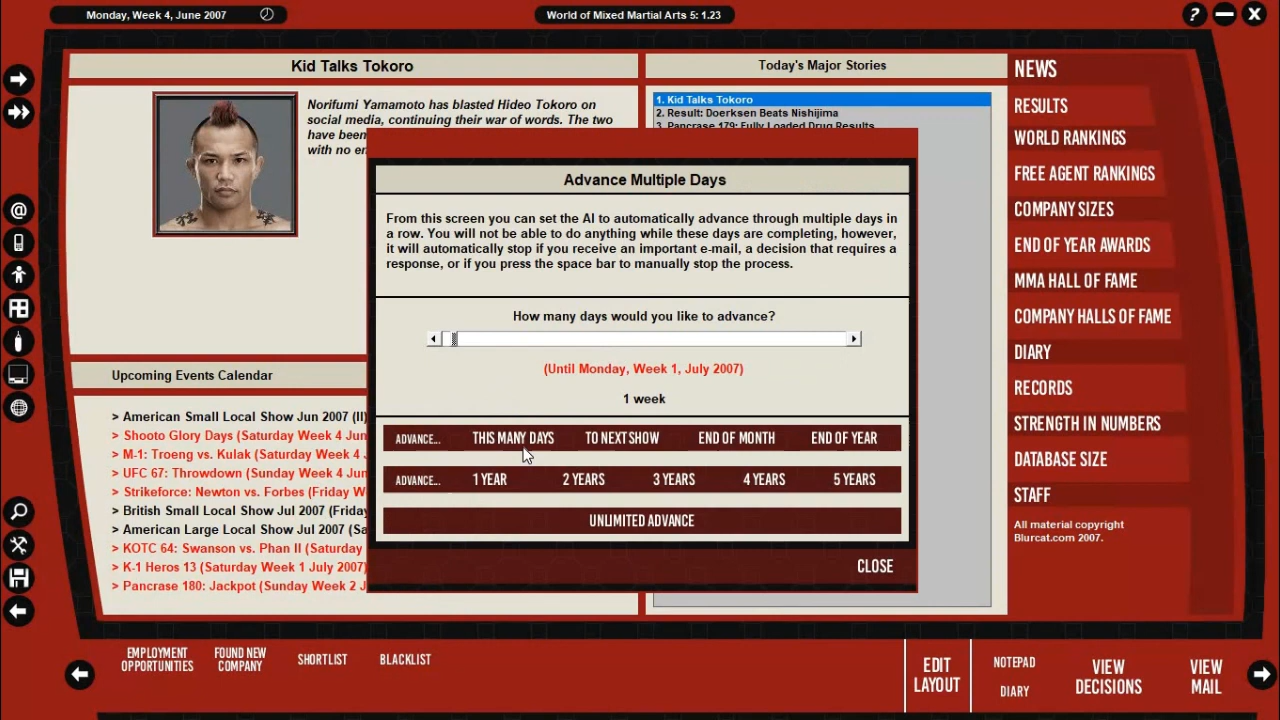 Monday, Week 4, June 2007
World of Mixed Martial Arts 5: 1.23
?
X
Kid Talks Tokoro
Norifumi Yamamoto has blasted Hideo Tokoro on
social media, continuing their war of words. The two
have been
with no en
Today's Major Stories
1. Kid Talks Tokoro
2. Result: Doerksen Beats Nishijima
3. Pancrase 179: Fully Loaded Drug Results
NEWS
RESULTS
WORLD RANKINGS
FREE AGENT RANKINGS
COMPANY SIZES
END OF YEAR AWARDS
MMA HALL OF FAME
COMPANY HALLS OF FAME
DIARY
RECORDS
STRENGTH IN NUMBERS
DATABASE SIZE
STAFF
All material copyright
Blurcat.com 2007.
@
Advance Multiple Days
From this screen you can set the AI to automatically advance through multiple days in
a row. You will not be able to do anything while these days are completing, however,
it will automatically stop if you receive an important e-mail, a decision that requires a
response, or if you press the space bar to manually stop the process.
How many days would you like to advance?
(Until Monday, Week 1, July 2007)
1 week
ADVANCE... THIS MANY DAYS TO NEXT SHOW END OF MONTH END OF YEAR
ADVANCE... 1 YEAR 2 YEARS 3 YEARS 4 YEARS 5 YEARS
UNLIMITED ADVANCE
CLOSE
Upcoming Events Calendar
> American Small Local Show Jun 2007 (II)
> Shooto Glory Days (Saturday Week 4 Jun
> M-1: Troeng vs. Kulak (Saturday Week 4
> UFC 67: Throwdown (Sunday Week 4 Jun
> Strikeforce: Newton vs. Forbes (Friday W
> British Small Local Show Jul 2007 (Friday
> American Large Local Show Jul 2007 (Sa
> KOTC 64: Swanson vs. Phan II (Saturday
> K-1 Heros 13 (Saturday Week 1 July 2007)
> Pancrase 180: Jackpot (Sunday Week 2 J
EMPLOYMENT
OPPORTUNITIES
FOUND NEW
COMPANY
SHORTLIST
BLACKLIST
EDIT
LAYOUT
NOTEPAD
DIARY
VIEW
DECISIONS
VIEW
MAIL